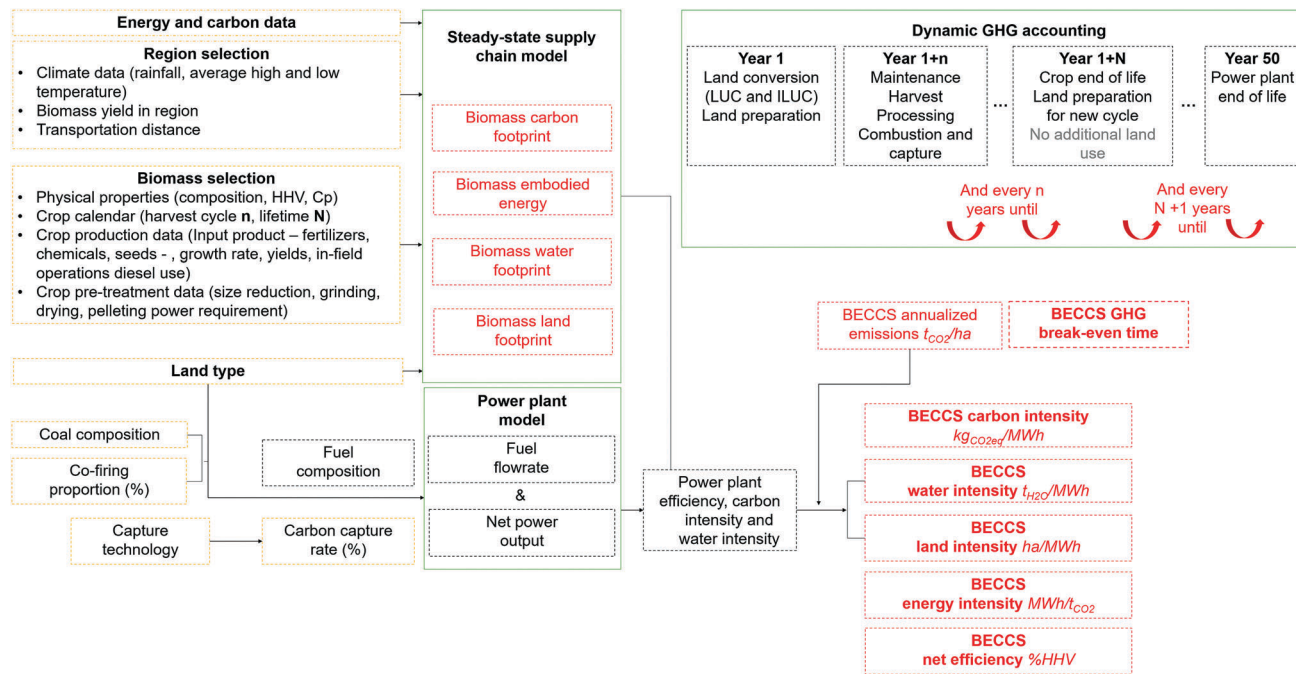 Energy and carbon data
Region selection
• Climate data (rainfall, average high and low
temperature)
• Biomass yield in region
• Transportation distance
Biomass selection
• Physical properties (composition, HHV, Cp)
• Crop calendar (harvest cycle n, lifetime N)
• Crop production data (Input product – fertilizers,
chemicals, seeds - , growth rate, yields, in-field
operations diesel use)
• Crop pre-treatment data (size reduction, grinding,
drying, pelleting power requirement)
Land type
Coal composition
Co-firing
proportion (%)
Capture
technology
Fuel
composition
Carbon capture
rate (%)
Steady-state supply
chain model
Biomass carbon
footprint
Biomass embodied
energy
Biomass water
footprint
Biomass land
footprint
Power plant
model
Fuel
flowrate
&
Net power
output
Power plant
efficiency, carbon
intensity and
water intensity
Dynamic GHG accounting
Year 1
Land conversion
(LUC and ILUC)
Land preparation
Year 1+n
Maintenance
Harvest
Processing
Combustion and
capture
...
Year 1+N
Crop end of life
Land preparation
for new cycle
No additional land
use
...
Year 50
Power plant
end of life
And every n
years until
And every
N +1 years
until
BECCS annualized
emissions tCO2/ha
BECCS GHG
break-even time
BECCS carbon intensity
kgCO2eq/MWh
BECCS
water intensity tH2O/MWh
BECCS
land intensity ha/MWh
BECCS
energy intensity MWh/tCO2
BECCS
net efficiency %HHV